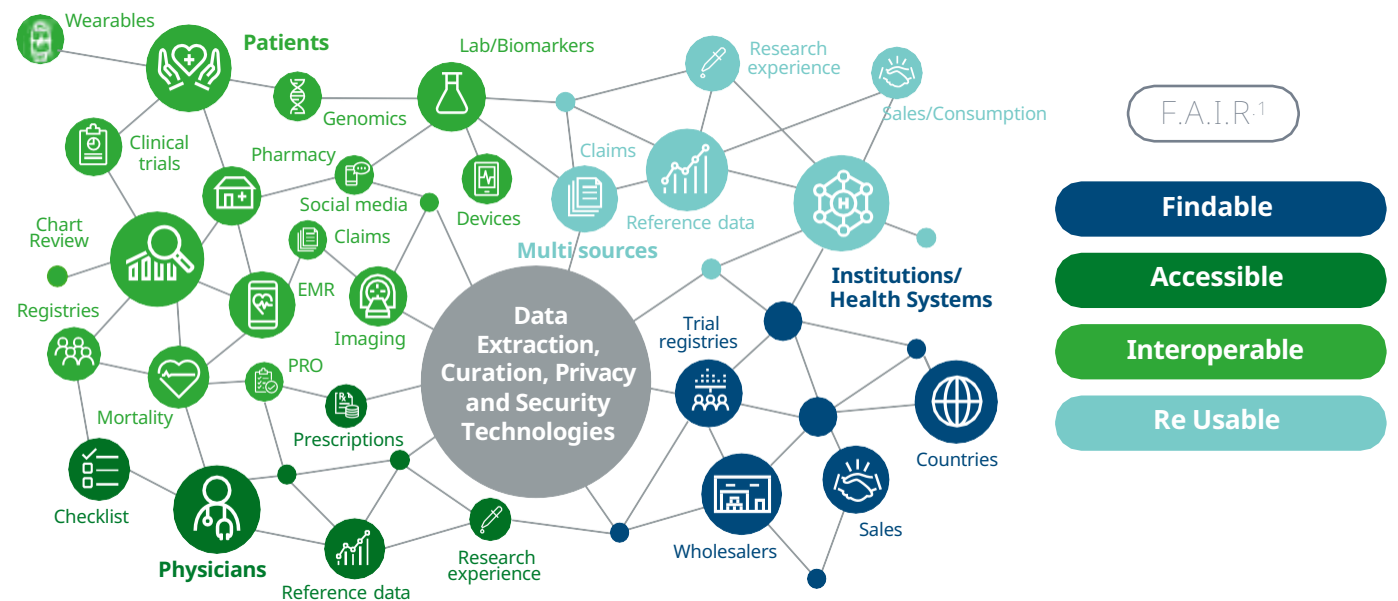 Wearables
Patients
Lab/Biomarkers
Research
experience
Sales/Consumption
F.A.I.R.1
Genomics
Clinical
trials
Pharmacy
Claims
Social media
Devices
Reference data
Findable
Chart
Review
Claims
Multi sources
Institutions/
Health Systems
Accessible
EMR
Registries
Imaging
Data
Extraction,
Curation, Privacy
and Security
Technologies
Trial
registries
Interoperable
PRO
Mortality
Prescriptions
Re Usable
Countries
Checklist
Physicians
Reference data
Research
experience
Wholesalers
Sales
H